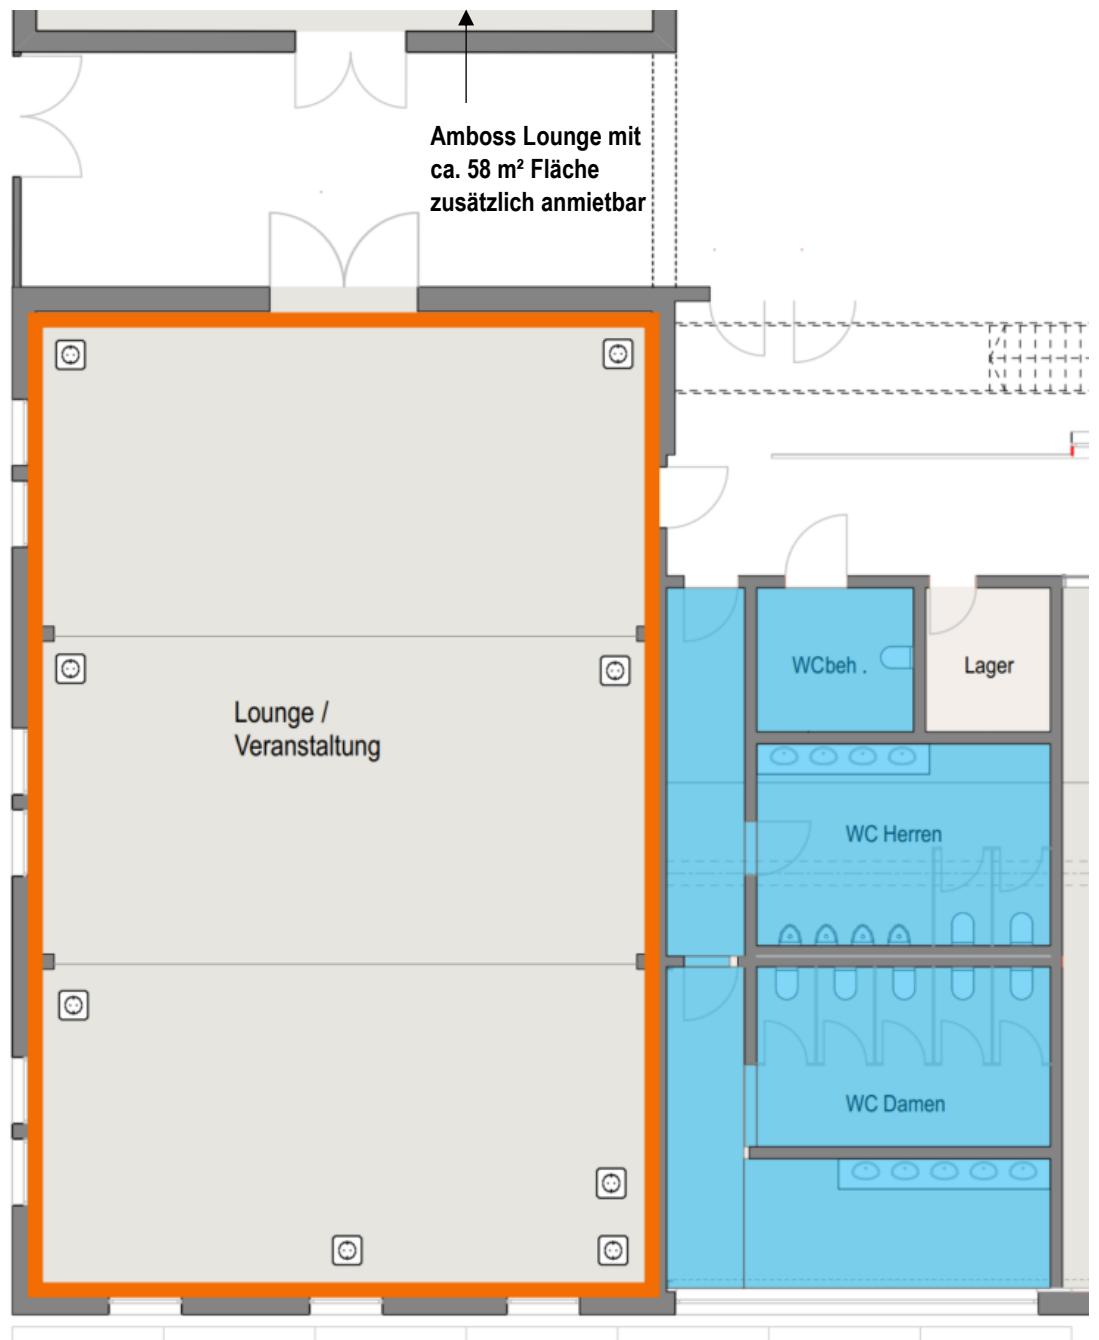 Amboss Lounge mit
ca. 58 m² Fläche
zusätzlich anmietbar
Lounge /
Veranstaltung
WCbeh .
Lager
WC Herren
WC Damen